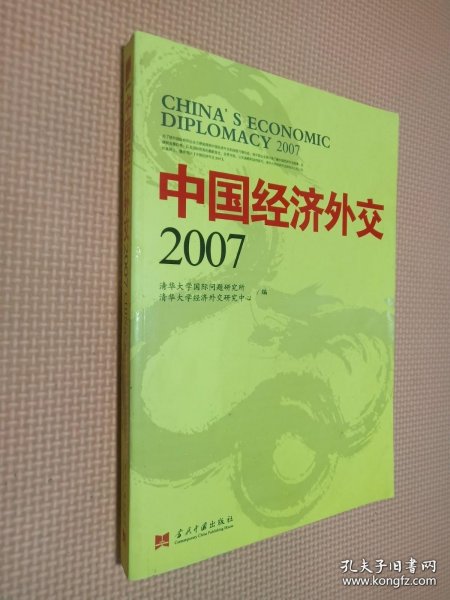 CHINA'S ECONOMIC
DIPLOMACY 2007
中国经济外交
2007
清华大学国际问题研究所
清华大学经济外交研究中心
编
当代中国出版社
Contemporary China Publishing House
孔夫子旧书网
www.kongfz.com